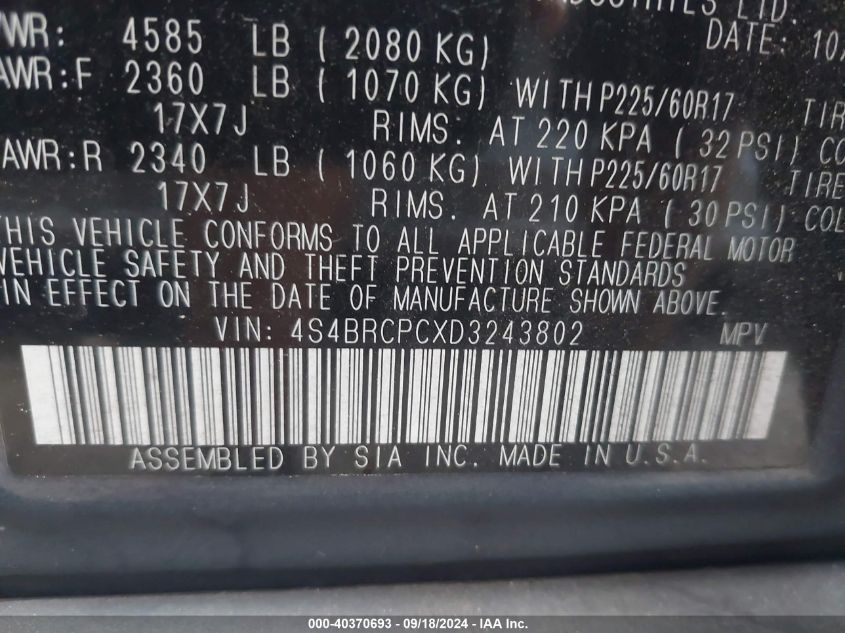 LTD.
DATE: 10
4585 LB ( 2080 KG)
AWR:F 2360 LB ( 1070 KG) WITH P225/60R17
17X7J RIMS. AT 220 KPA ( 32 PSI)
AWR:R 2340 LB ( 1060 KG) WITH P225/60R17 TIRE
17X7J RIMS. AT 210 KPA ( 30 PSI) COL
THIS VEHICLE CONFORMS TO ALL APPLICABLE FEDERAL MOTOR
VEHICLE SAFETY AND THEFT PREVENTION STANDARDS
IN EFFECT ON THE DATE OF MANUFACTURE SHOWN ABOVE.
VIN: 4S4BRCPCXD3243802 MPV
ASSEMBLED BY SIA INC. MADE IN U.S.A.
000-40370693 - 09/18/2024 - IAA Inc.